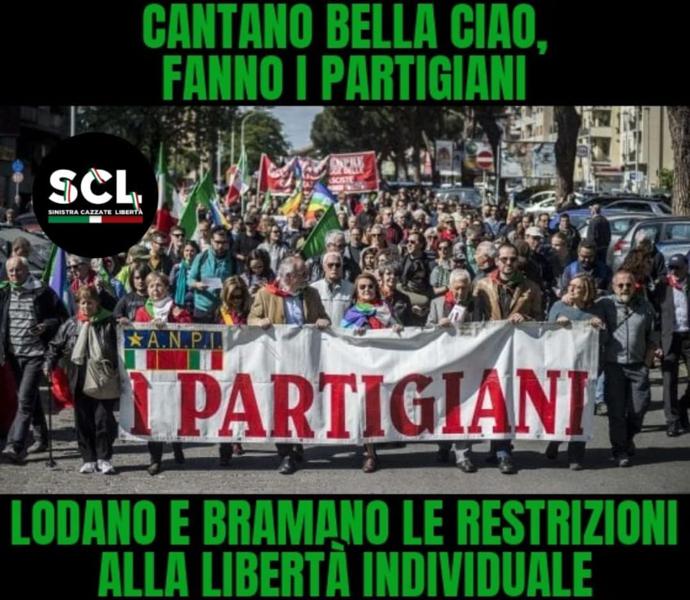 CANTANO BELLA CIAO,
FANNO I PARTIGIANI
SCL
SINISTRA CAZZATE LIBERTÀ
A.N.P.I.
I PARTIGIANI
LODANO E BRAMANO LE RESTRIZIONI
ALLA LIBERTÀ INDIVIDUALE